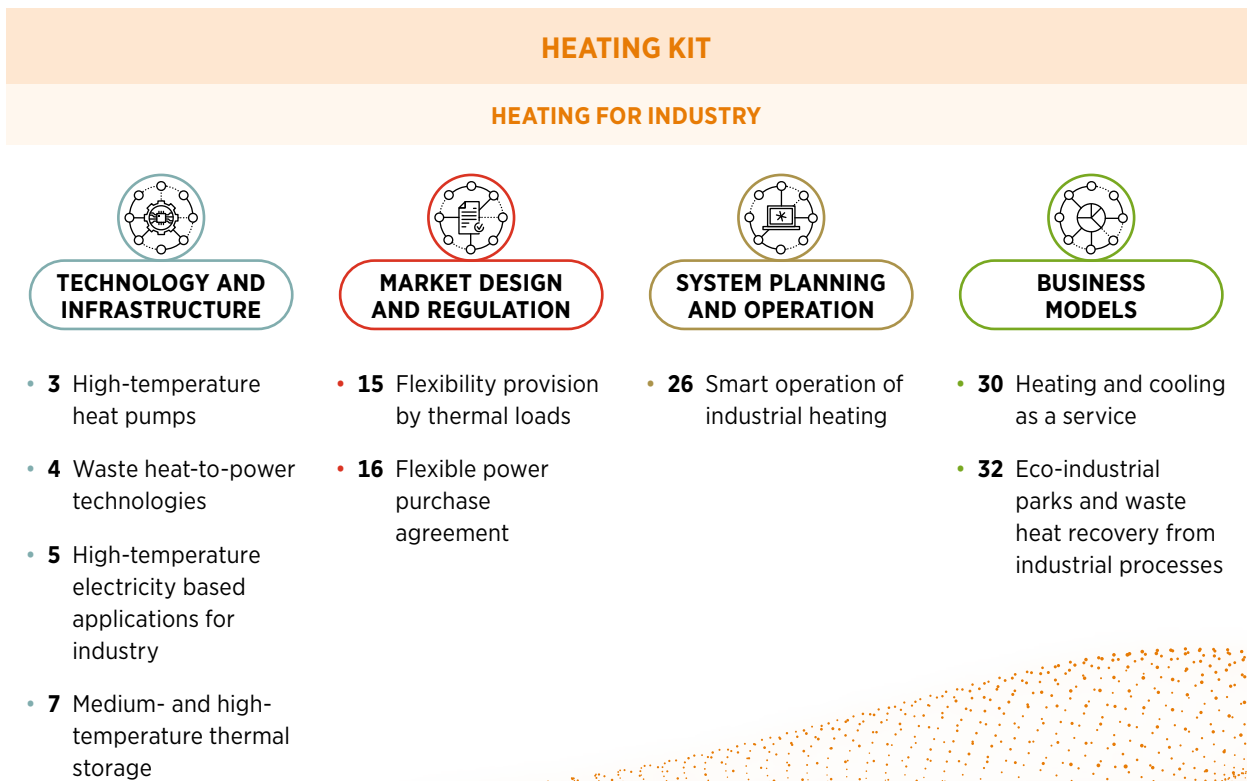 HEATING KIT
HEATING FOR INDUSTRY
TECHNOLOGY AND
INFRASTRUCTURE
• 3 High-temperature
heat pumps
• 4 Waste heat-to-power
technologies
• 5 High-temperature
electricity based
applications for
industry
• 7 Medium- and high-
temperature thermal
storage
MARKET DESIGN
AND REGULATION
• 15 Flexibility provision
by thermal loads
• 16 Flexible power
purchase
agreement
SYSTEM PLANNING
AND OPERATION
• 26 Smart operation of
industrial heating
BUSINESS
MODELS
• 30 Heating and cooling
as a service
• 32 Eco-industrial
parks and waste
heat recovery from
industrial processes